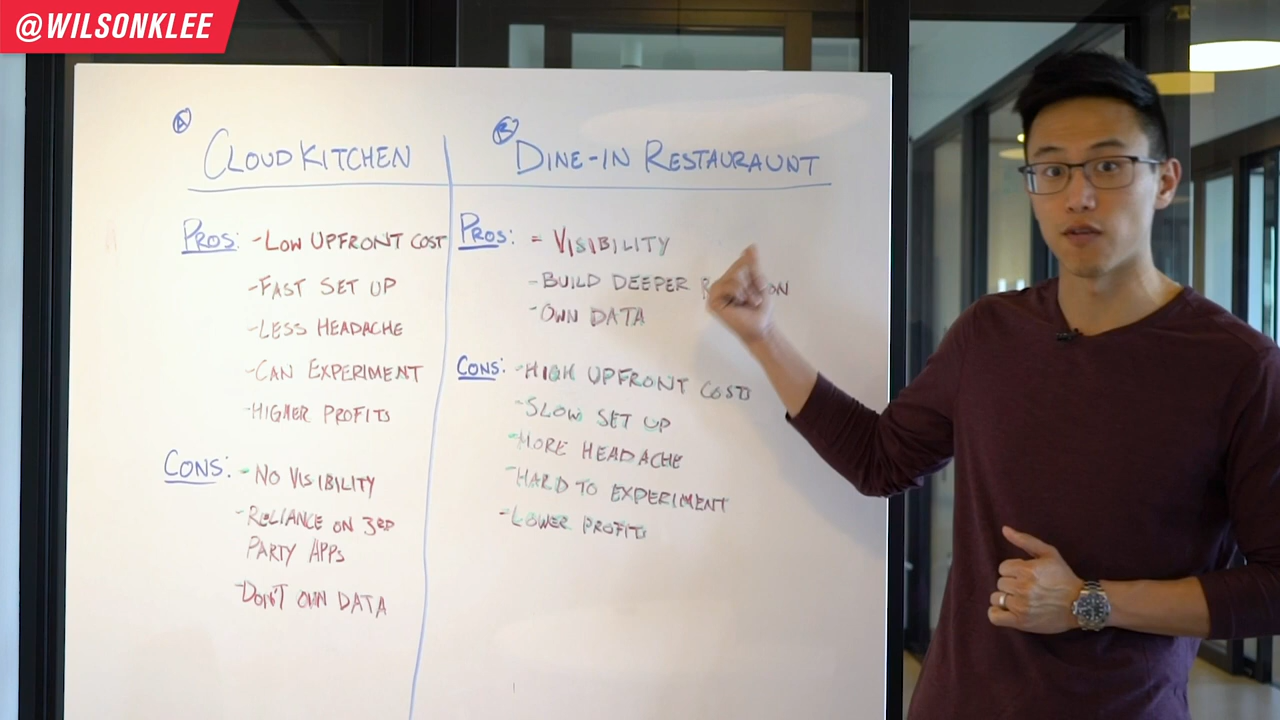 @WILSONKLEE
A
CLOUD KITCHEN
PROS: - LOW UPFRONT COST
- FAST SET UP
- LESS HEADACHE
- CAN EXPERIMENT
- HIGHER PROFITS
CONS: - NO VISIBILITY
- RELIANCE ON 3RD
PARTY APPS
- DON'T OWN DATA
B
DINE-IN RESTAURAUNT
PROS: - VISIBILITY
- BUILD DEEPER
- OWN DATA
CONS: - HIGH UPFRONT COSTS
- SLOW SET UP
- MORE HEADACHE
- HARD TO EXPERIMENT
- LOWER PROFITS